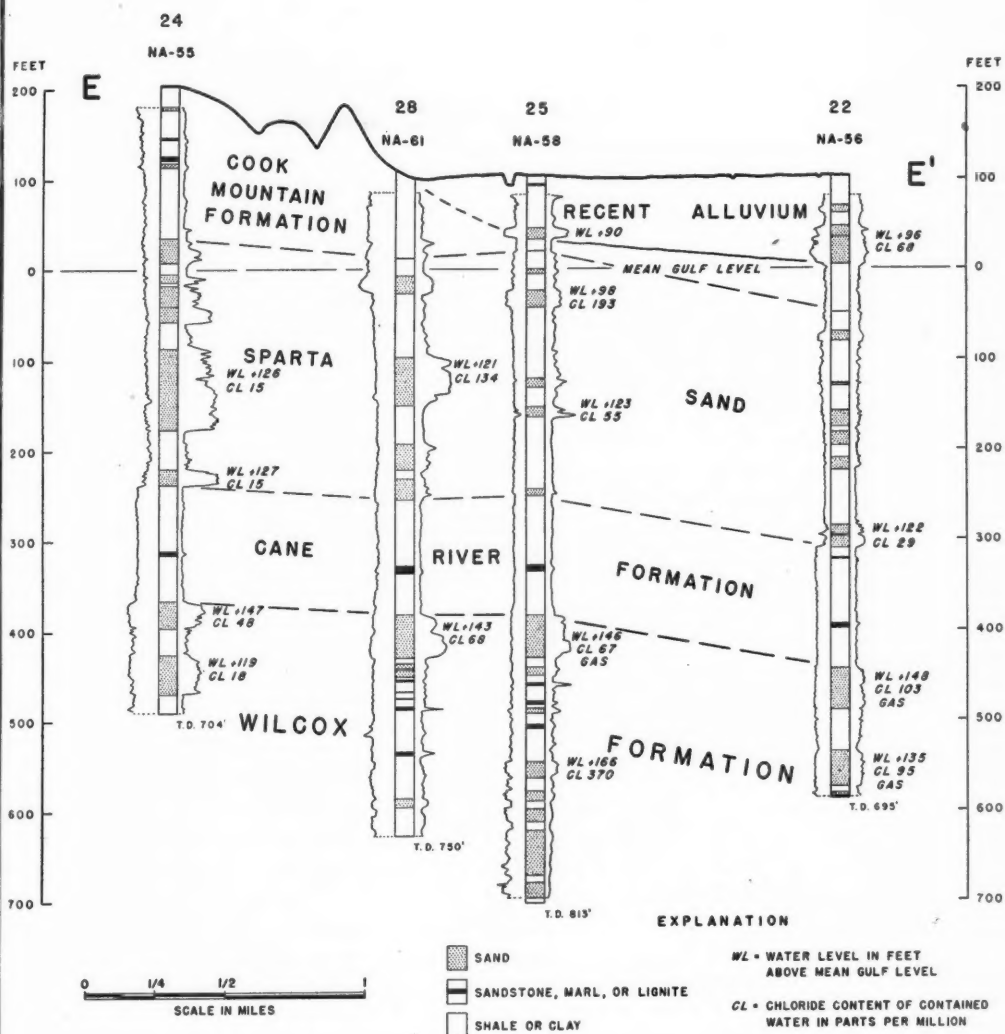 24
NA-55
FEET
FEET
200
E
28
25
22
200
NA-61
NA-58
NA-56
COOK
MOUNTAIN
FORMATION
100
E'
100
RECENT ALLUVIUM
WL +90
WL +96
CL 68
0
MEAN GULF LEVEL
0
WL +98
CL 193
SPARTA
SAND
100
WL +126
CL 15
WL +121
CL 134
WL +123
CL 55
100
200
WL +127
CL 15
200
300
CANE
RIVER
FORMATION
WL +122
CL 29
300
400
WL +147
CL 48
WL +143
CL 68
WL +146
CL 67
GAS
400
WL +119
CL 18
WL +148
CL 103
GAS
500
T.D. 704'
WILCOX
FORMATION
500
WL +166
CL 370
WL +135
CL 95
GAS
600
T.D. 750'
T.D. 695'
600
700
T.D. 813'
700
EXPLANATION
SAND
SANDSTONE, MARL, OR LIGNITE
SHALE OR CLAY
WL = WATER LEVEL IN FEET
ABOVE MEAN GULF LEVEL
CL = CHLORIDE CONTENT OF CONTAINED
WATER IN PARTS PER MILLION
0 1/4 1/2 1
SCALE IN MILES